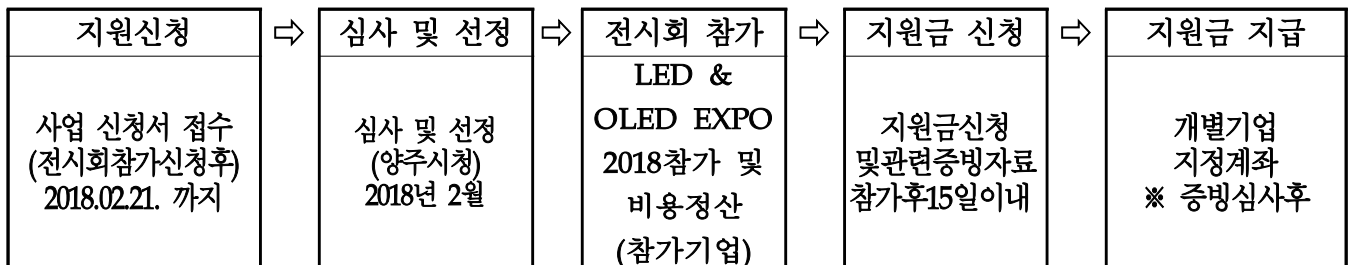 지원신청 ⇨ 심사 및 선정 ⇨ 전시회 참가 ⇨ 지원금 신청 ⇨ 지원금 지급
사업 신청서 접수
(전시회참가신청후)
2018.02.21. 까지
심사 및 선정
(양주시청)
2018년 2월
LED &
OLED EXPO
2018참가 및
비용정산
(참가기업)
지원금신청
및관련증빙자료
참가후15일이내
개별기업
지정계좌
※ 증빙심사후